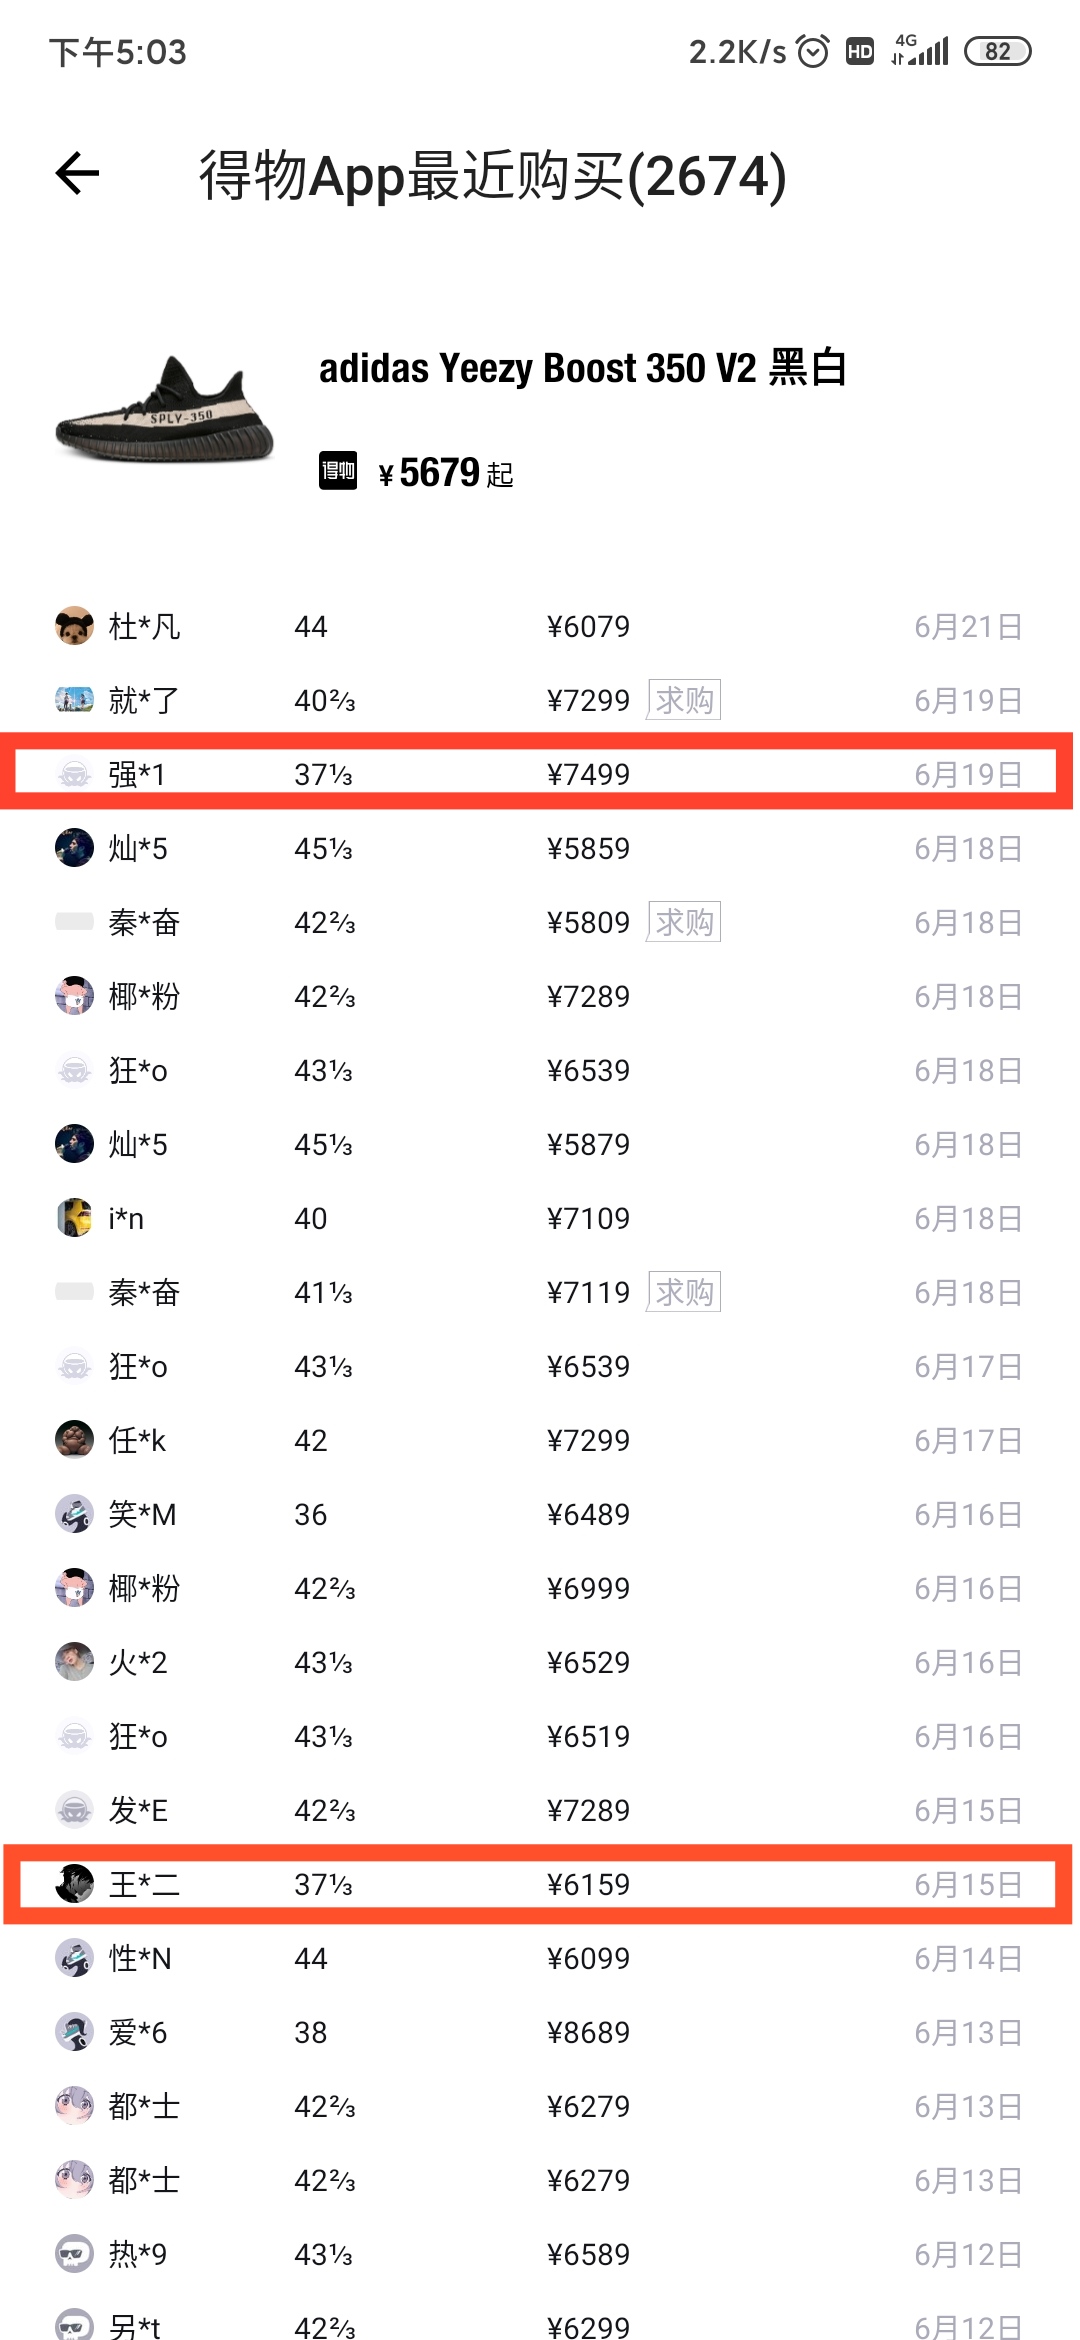 下午5:03 2.2K/s HD 4G 82
得物App最近购买(2674)
adidas Yeezy Boost 350 V2 黑白
SPLY-350
得物 ¥5679起
杜*凡 44 ¥6079 6月21日
就*了 40⅔ ¥7299 求购 6月19日
强*1 37⅓ ¥7499 6月19日
灿*5 45⅓ ¥5859 6月18日
秦*奋 42⅔ ¥5809 求购 6月18日
椰*粉 42⅔ ¥7289 6月18日
狂*o 43⅓ ¥6539 6月18日
灿*5 45⅓ ¥5879 6月18日
i*n 40 ¥7109 6月18日
秦*奋 41⅓ ¥7119 求购 6月18日
狂*o 43⅓ ¥6539 6月17日
任*k 42 ¥7299 6月17日
笑*M 36 ¥6489 6月16日
椰*粉 42⅔ ¥6999 6月16日
火*2 43⅓ ¥6529 6月16日
狂*o 43⅓ ¥6519 6月16日
发*E 42⅔ ¥7289 6月15日
王*二 37⅓ ¥6159 6月15日
性*N 44 ¥6099 6月14日
爱*6 38 ¥8689 6月13日
都*士 42⅔ ¥6279 6月13日
都*士 42⅔ ¥6279 6月13日
热*9 43⅓ ¥6589 6月12日
另*t 42⅔ ¥6299 6月12日